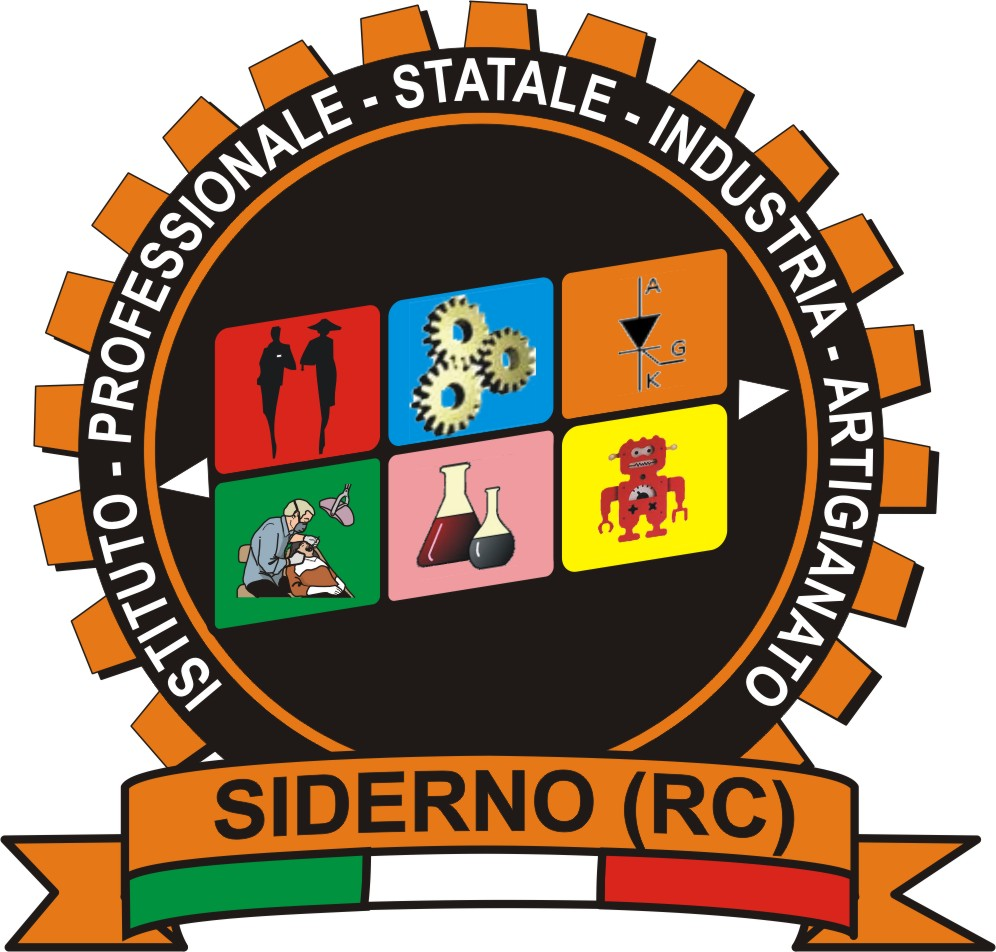 ISTITUTO - PROFESSIONALE - STATALE - INDUSTRIA - ARTIGIANATO
A
G
K
SIDERNO (RC)